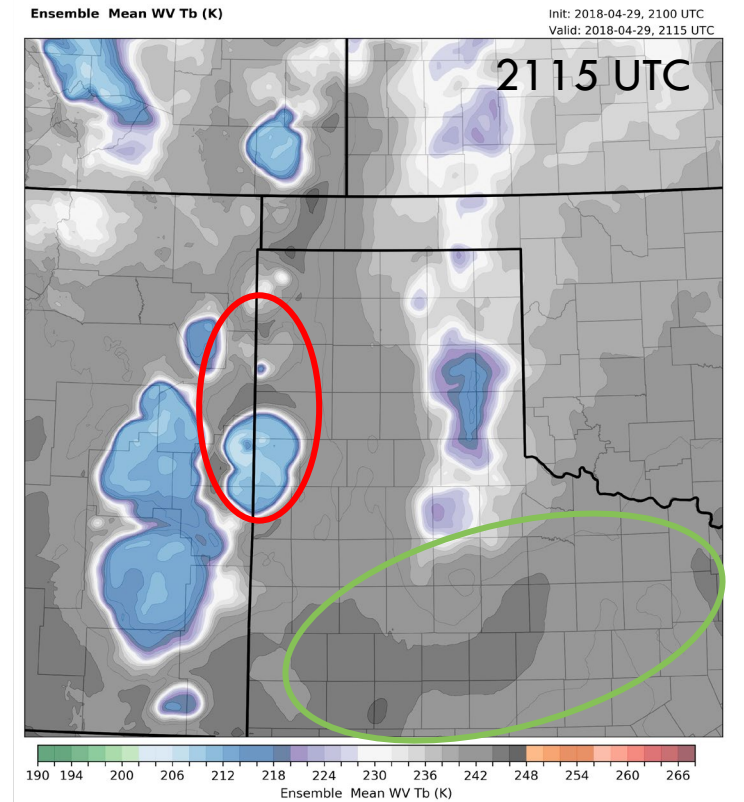 Ensemble Mean WV Tb (K)
Init: 2018-04-29, 2100 UTC
Valid: 2018-04-29, 2115 UTC
2115 UTC
190 194 200 206 212 218 224 230 236 242 248 254 260 266
Ensemble Mean WV Tb (K)